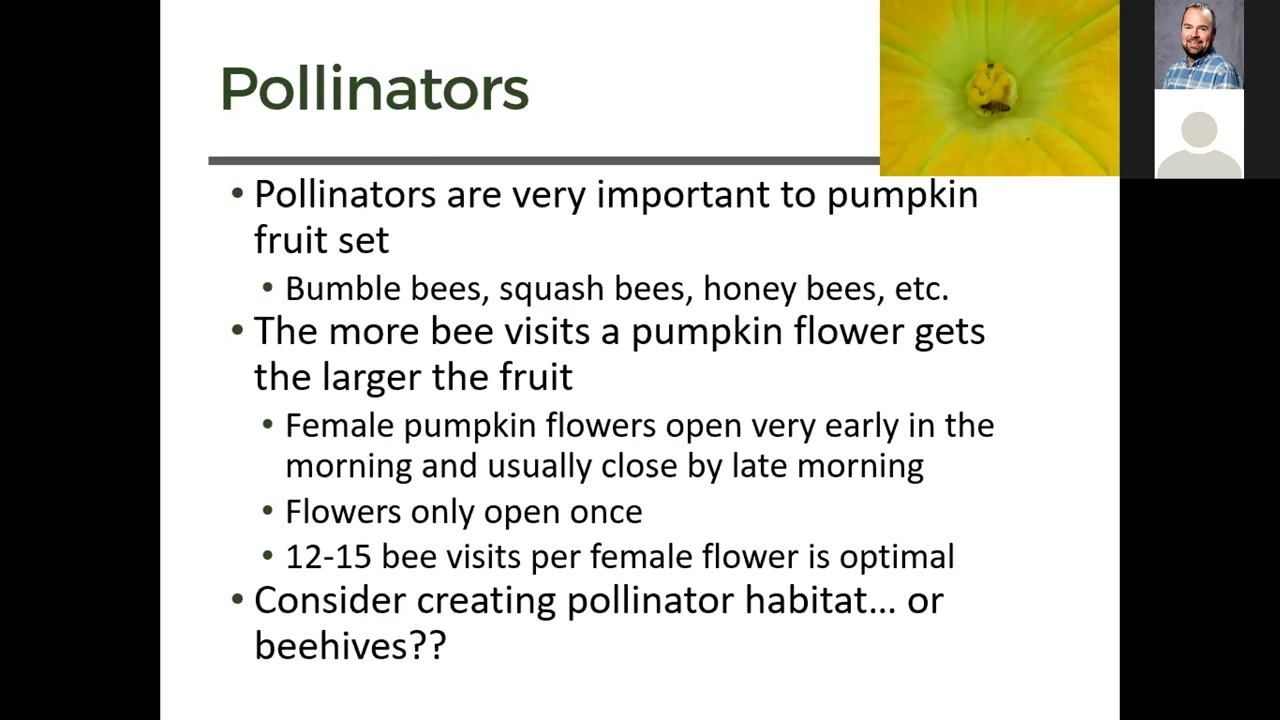 Pollinators
• Pollinators are very important to pumpkin
fruit set
• Bumble bees, squash bees, honey bees, etc.
• The more bee visits a pumpkin flower gets
the larger the fruit
• Female pumpkin flowers open very early in the
morning and usually close by late morning
• Flowers only open once
• 12-15 bee visits per female flower is optimal
• Consider creating pollinator habitat... or
beehives??